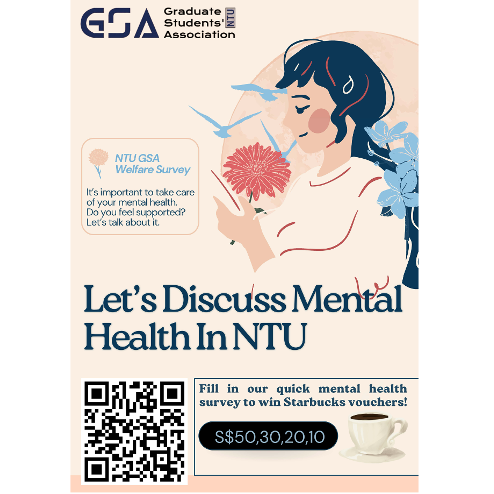 GSA
Graduate
Students'
Association
NTU
NTU GSA
Welfare Survey
It's important to take care
of your mental health.
Do you feel supported?
Let's talk about it.
Let's Discuss Mental
Health In NTU
Fill in our quick mental health
survey to win Starbucks vouchers!
S$50,30,20,10